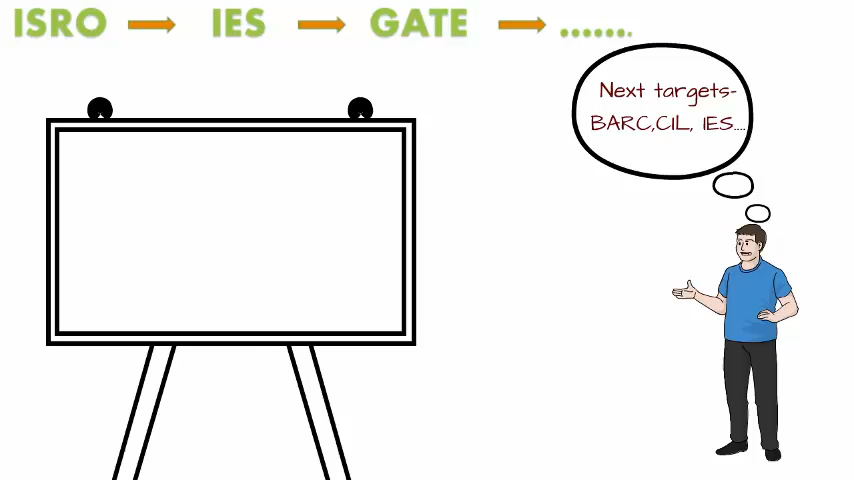 ISRO IES GATE .......
Next targets-
BARC,CIL, IES....